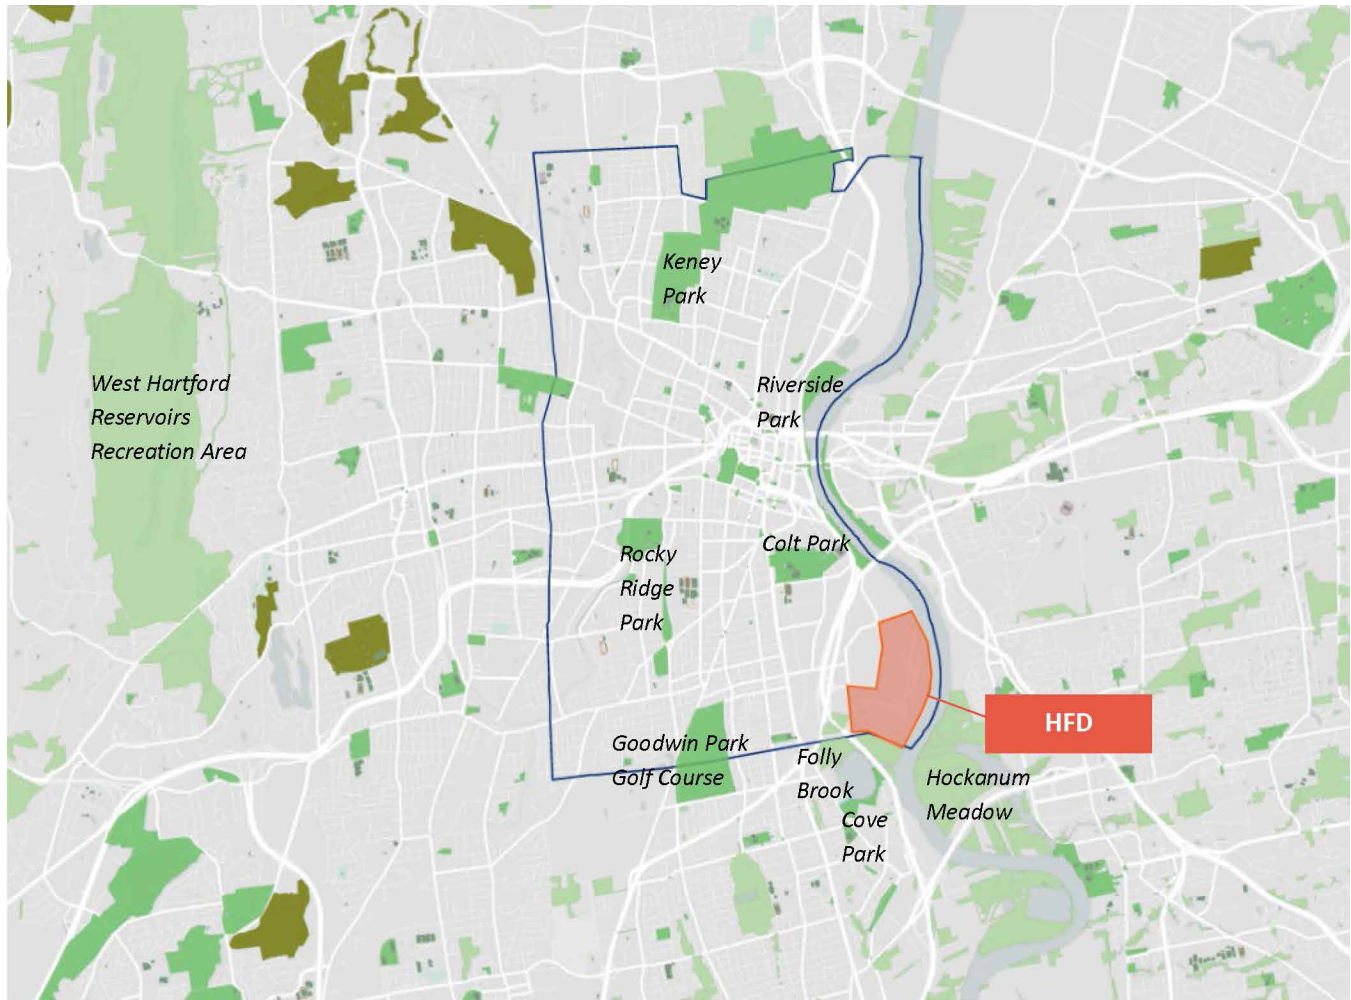 Keney
Park
West Hartford
Reservoirs
Recreation Area
Riverside
Park
Rocky
Ridge
Park
Colt Park
HFD
Goodwin Park
Golf Course
Folly
Brook
Hockanum
Meadow
Cove
Park